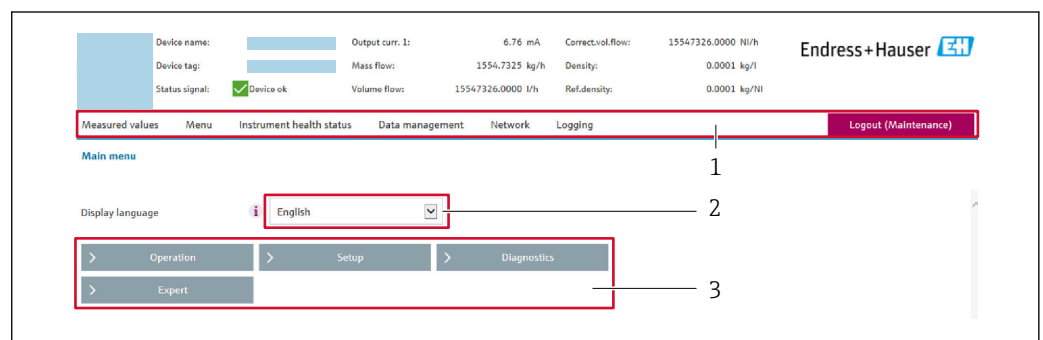 Device name: Output curr. 1: 6.76 mA Correct.vol.flow: 15547326.0000 Nl/h
Endress+Hauser EH
Device tag: Mass flow: 1554.7325 kg/h Density: 0.0001 kg/l
Status signal: Device ok Volume flow: 15547326.0000 l/h Ref.density: 0.0001 kg/Nl
Measured values Menu Instrument health status Data management Network Logging Logout (Maintenance)
1
Main menu
Display language i English 2
> Operation > Setup > Diagnostics
> Expert 3